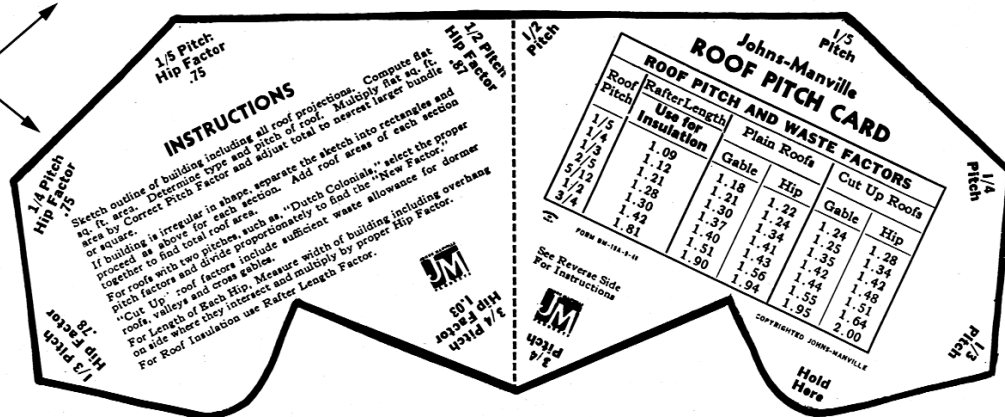 1/5 Pitch
Hip Factor
.75
1/2 Pitch
Hip Factor
.87
1/4 Pitch
Hip Factor
.75
1/3 Pitch
Hip Factor
.78
3/4 Pitch
Hip Factor
1.03
INSTRUCTIONS
Sketch outline of building including all roof projections. Compute flat
sq. ft. area. Determine type and pitch of roof. Multiply flat sq. ft.
area by Correct Pitch Factor and adjust total to nearest larger bundle
or square.
If building is irregular in shape, separate the sketch into rectangles and
proceed as above for each section. Add roof areas of each section
together to find total roof area.
For roofs with two pitches, such as, "Dutch Colonials," select the proper
pitch factors and divide proportionately to find the "New Factor."
"Cut Up" roof factors include sufficient waste allowance for dormer
roofs, valleys and cross gables.
For Length of Each Hip, Measure width of building including overhang
on side where they intersect and multiply by proper Hip Factor.
For Roof Insulation use Rafter Length Factor.
JM
1/2
Pitch
1/5
Pitch
1/4
Pitch
1/3
Pitch
3/4
Pitch
Johns-Manville
ROOF PITCH CARD
ROOF PITCH AND WASTE FACTORS
Roof Pitch Rafter Length Use for Insulation Plain Roofs Cut Up Roofs
Gable Hip Gable Hip
1/5 1.09 1.18 1.22 1.24 1.28
1/4 1.12 1.21 1.24 1.25 1.34
1/3 1.21 1.30 1.34 1.35 1.42
2/5 1.28 1.37 1.41 1.42 1.48
5/12 1.30 1.40 1.43 1.44 1.51
1/2 1.42 1.51 1.56 1.55 1.64
3/4 1.81 1.90 1.94 1.95 2.00
COPYRIGHTED JOHNS-MANVILLE
See Reverse Side
For Instructions
JM
Hold
Here